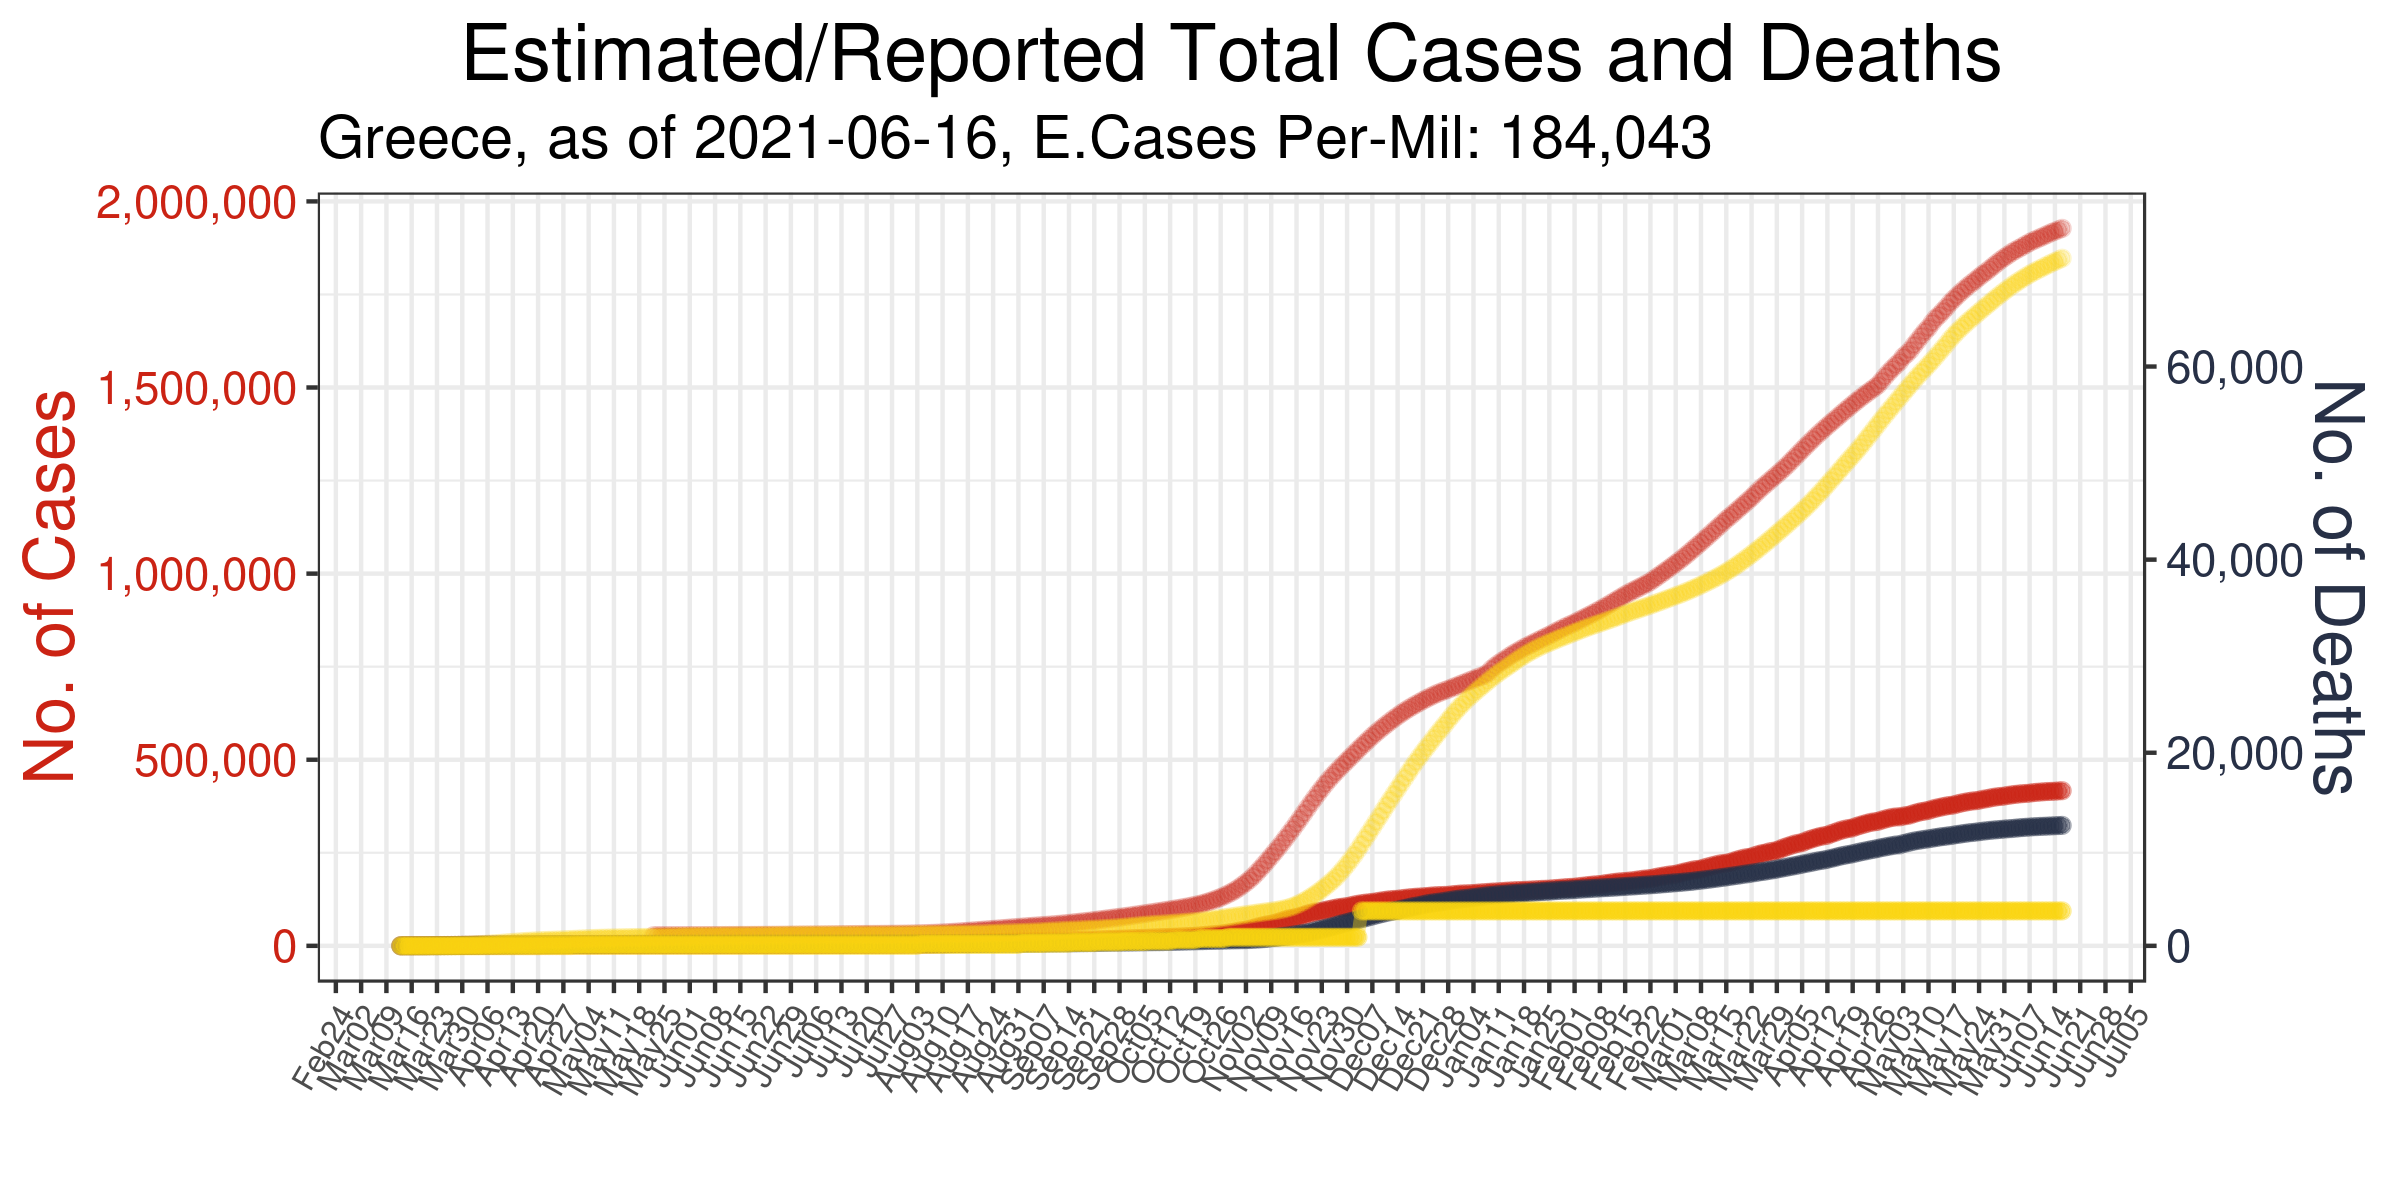 Estimated/Reported Total Cases and Deaths
Greece, as of 2021-06-16, E.Cases Per-Mil: 184,043
No. of Cases
2,000,000
1,500,000
1,000,000
500,000
0
60,000
40,000
20,000
0
No. of Deaths
Feb24
Mar02
Mar09
Mar16
Mar23
Mar30
Apr06
Apr13
Apr20
Apr27
May04
May11
May18
May25
Jun01
Jun08
Jun15
Jun22
Jun29
Jul06
Jul13
Jul20
Jul27
Aug03
Aug10
Aug17
Aug24
Aug31
Sep07
Sep14
Sep21
Sep28
Oct05
Oct12
Oct19
Oct26
Nov02
Nov09
Nov16
Nov23
Nov30
Dec07
Dec14
Dec21
Dec28
Jan04
Jan11
Jan18
Jan25
Feb01
Feb08
Feb15
Feb22
Mar01
Mar08
Mar15
Mar22
Mar29
Apr05
Apr12
Apr19
Apr26
May03
May10
May17
May24
May31
Jun07
Jun14
Jun21
Jun28
Jul05